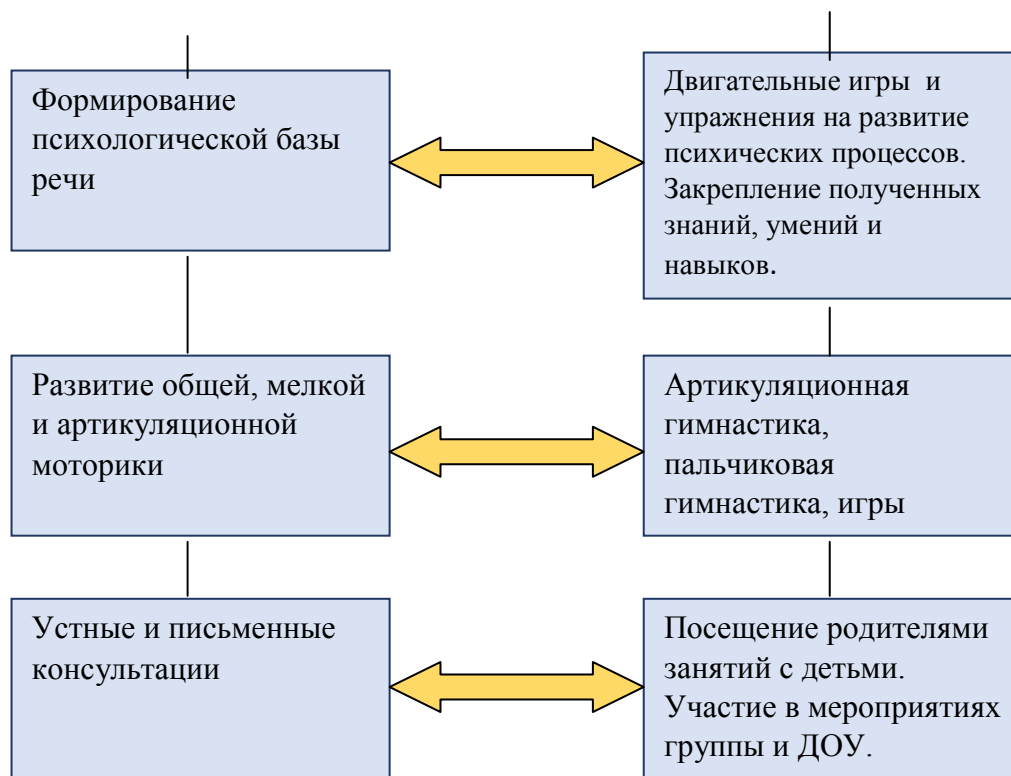 Формирование
психологической базы
речи
Двигательные игры и
упражнения на развитие
психических процессов.
Закрепление полученных
знаний, умений и
навыков.
Развитие общей, мелкой
и артикуляционной
моторики
Артикуляционная
гимнастика,
пальчиковая
гимнастика, игры
Устные и письменные
консультации
Посещение родителями
занятий с детьми.
Участие в мероприятиях
группы и ДОУ.